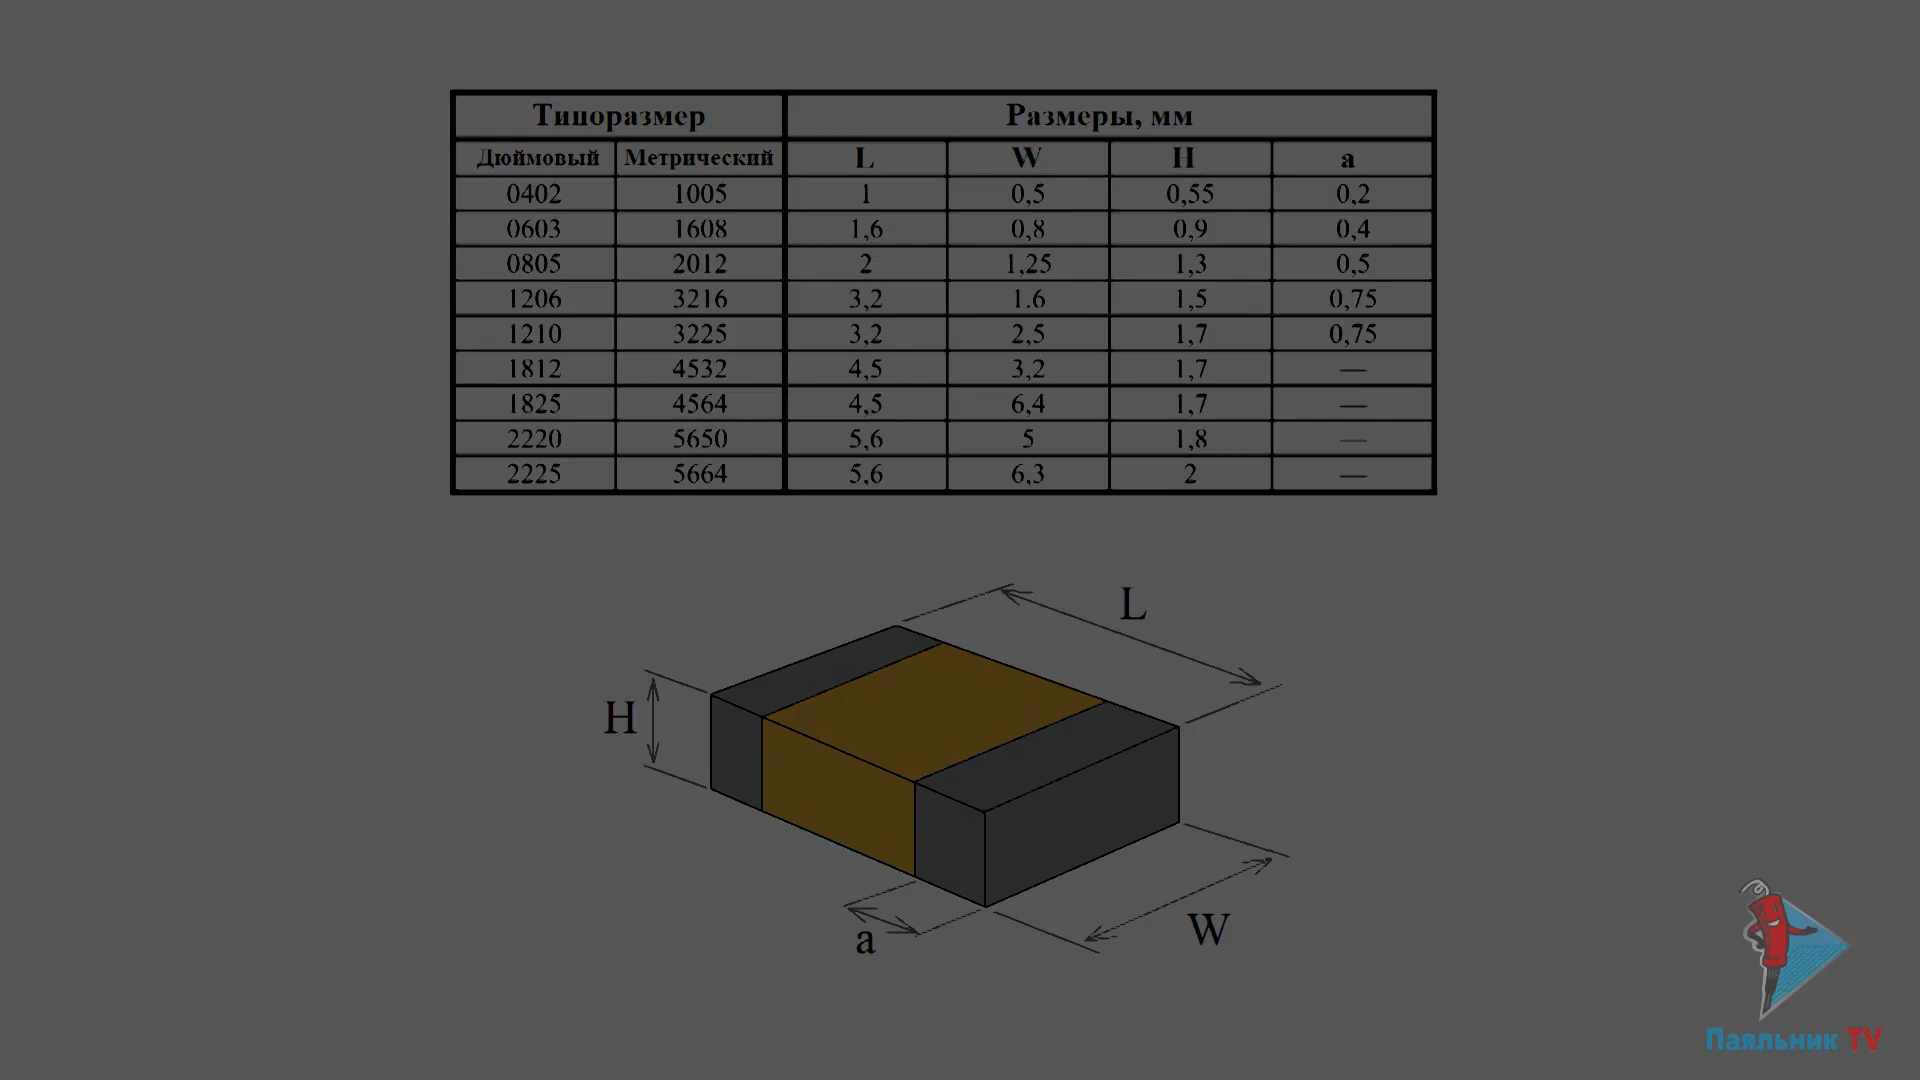 Типоразмер Размеры, мм
Дюймовый Метрический L W H a
0402 1005 1 0,5 0,55 0,2
0603 1608 1,6 0,8 0,9 0,4
0805 2012 2 1,25 1,3 0,5
1206 3216 3,2 1.6 1,5 0,75
1210 3225 3,2 2,5 1,7 0,75
1812 4532 4,5 3,2 1,7 —
1825 4564 4,5 6,4 1,7 —
2220 5650 5,6 5 1,8 —
2225 5664 5,6 6,3 2 —
L
H
W
a
Паяльник TV